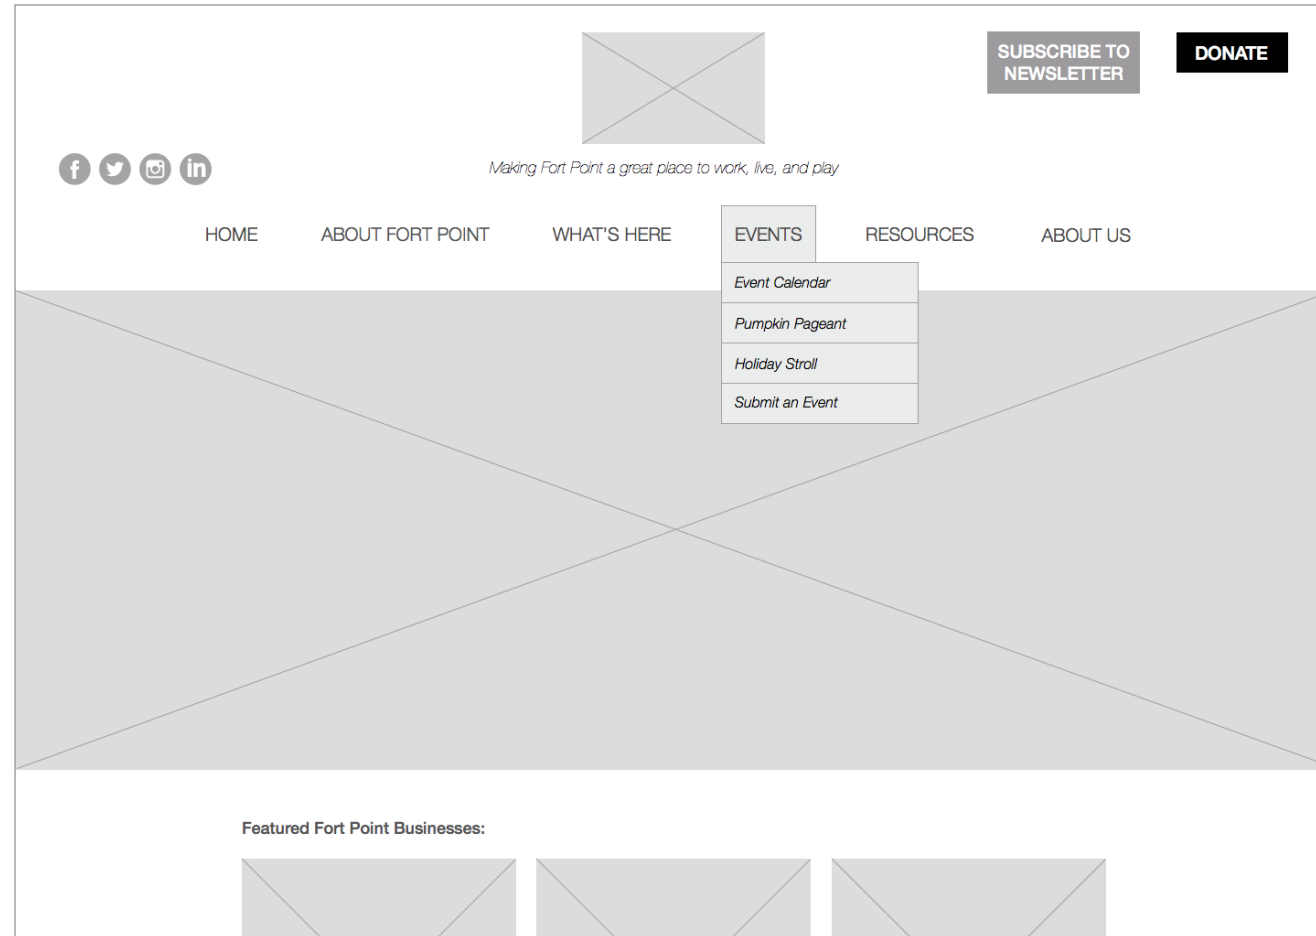 SUBSCRIBE TO
NEWSLETTER
DONATE
Making Fort Point a great place to work, live, and play
HOME
ABOUT FORT POINT
WHAT'S HERE
EVENTS
RESOURCES
ABOUT US
Event Calendar
Pumpkin Pageant
Holiday Stroll
Submit an Event
Featured Fort Point Businesses: